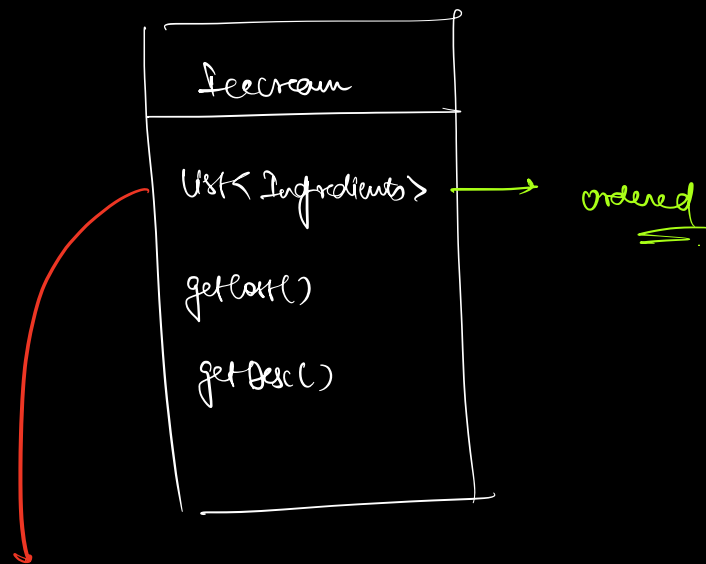 Icecream
List<Ingredients>
ordered
getCost()
getDesc()